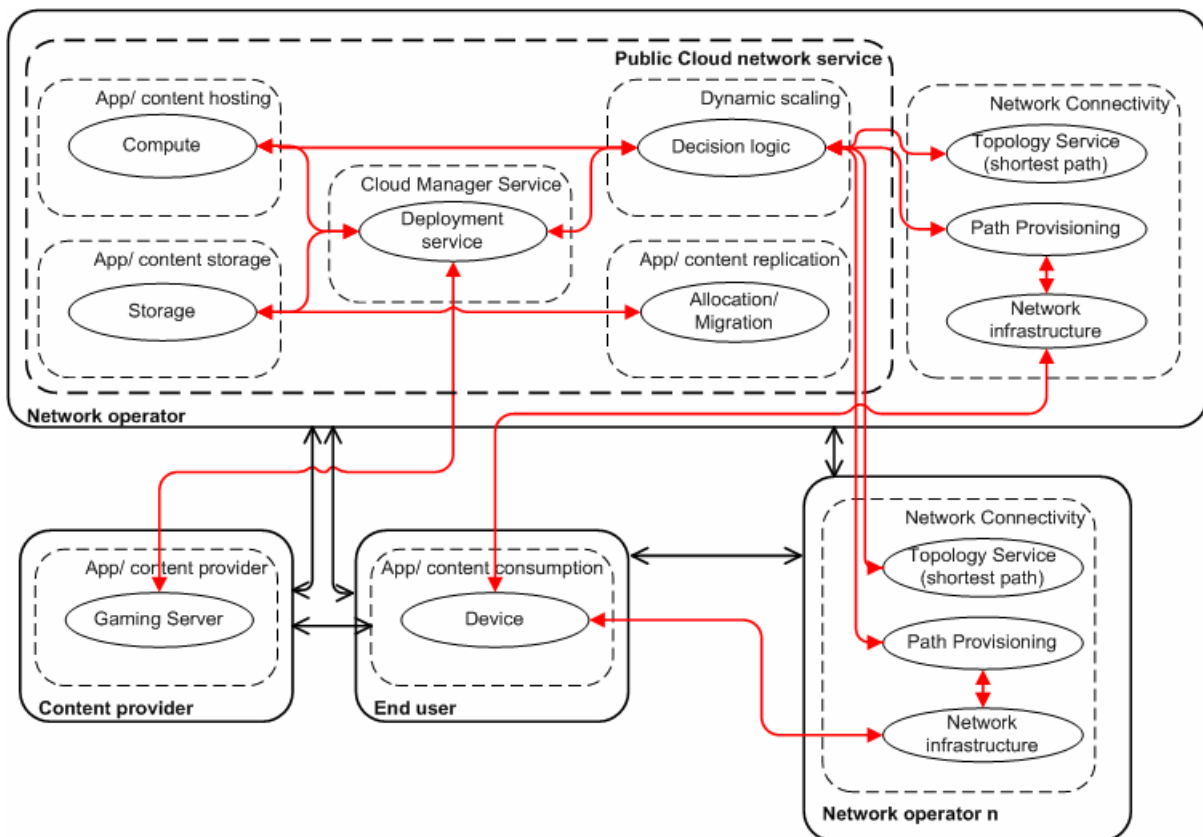 Public Cloud network service
App/ content hosting
Compute
Dynamic scaling
Decision logic
Network Connectivity
Topology Service
(shortest path)
Cloud Manager Service
Deployment
service
Path Provisioning
App/ content storage
Storage
App/ content replication
Allocation/
Migration
Network
infrastructure
Network operator
App/ content provider
Gaming Server
Content provider
App/ content consumption
Device
End user
Network Connectivity
Topology Service
(shortest path)
Path Provisioning
Network
infrastructure
Network operator n